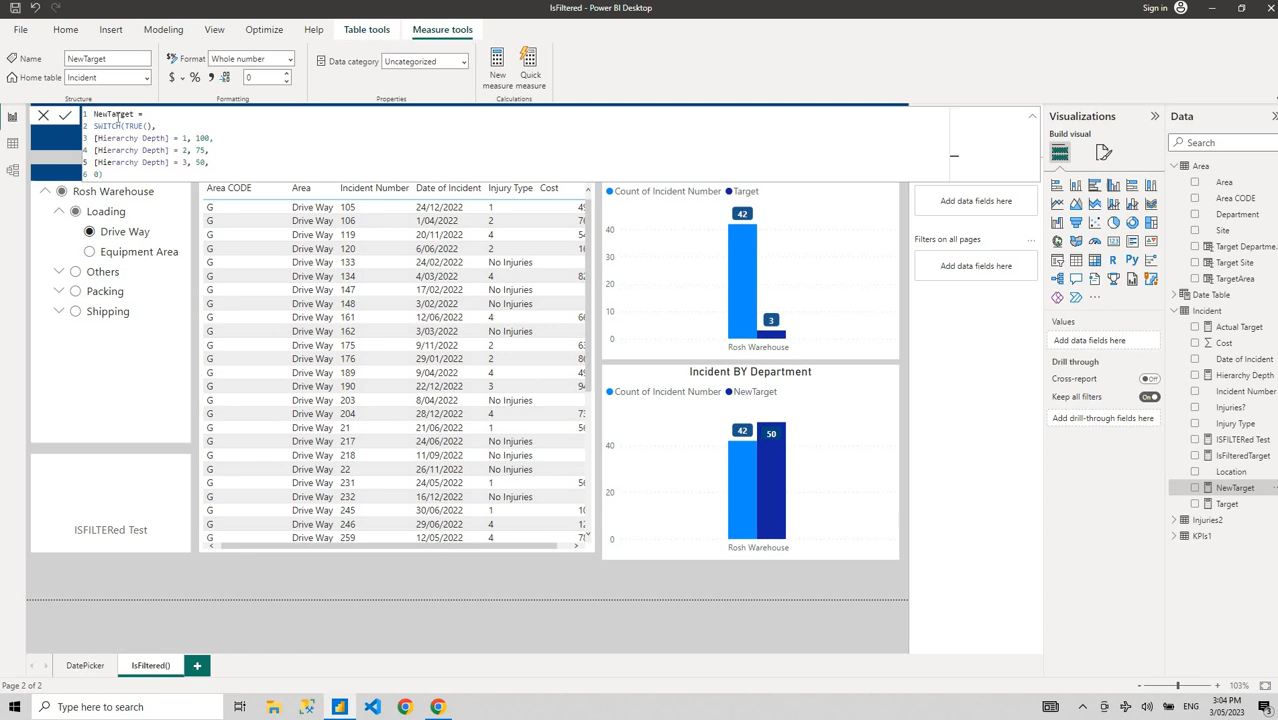 IsFiltered - Power BI Desktop
Sign in
File Home Insert Modeling View Optimize Help Table tools Measure tools
Name NewTarget
Home table Incident
Structure
Format Whole number
$ % , 0
Formatting
Data category Uncategorized
Properties
New measure
Quick measure
Calculations
1 NewTarget =
2 SWITCH(TRUE(),
3 [Hierarchy Depth] = 1, 100,
4 [Hierarchy Depth] = 2, 75,
5 [Hierarchy Depth] = 3, 50,
6 0)
Rosh Warehouse
Loading
Drive Way
Equipment Area
Others
Packing
Shipping
ISFILTERed Test
Area CODE Area Incident Number Date of Incident Injury Type Cost
G Drive Way 105 24/12/2022 1 49
G Drive Way 106 1/04/2022 2 70
G Drive Way 119 20/11/2022 4 54
G Drive Way 120 6/06/2022 2
G Drive Way 133 24/02/2022 No Injuries
G Drive Way 134 4/03/2022 4 82
G Drive Way 147 17/02/2022 No Injuries
G Drive Way 148 3/02/2022 No Injuries
G Drive Way 161 12/06/2022 4 66
G Drive Way 162 3/03/2022 No Injuries
G Drive Way 175 9/11/2022 2 63
G Drive Way 176 29/01/2022 2 86
G Drive Way 189 9/04/2022 4 49
G Drive Way 190 22/12/2022 3 94
G Drive Way 203 8/04/2022 No Injuries
G Drive Way 204 28/12/2022 4 73
G Drive Way 21 21/06/2022 1 56
G Drive Way 217 24/06/2022 No Injuries
G Drive Way 218 11/09/2022 No Injuries
G Drive Way 22 26/11/2022 No Injuries
G Drive Way 231 24/05/2022 1 56
G Drive Way 232 16/12/2022 No Injuries
G Drive Way 245 30/06/2022 1 10
G Drive Way 246 29/06/2022 4 12
G Drive Way 259 12/05/2022 4 78
Count of Incident Number Target
42
40
30
20
10
3
0
Rosh Warehouse
Incident BY Department
Count of Incident Number NewTarget
42 50
40
20
0
Rosh Warehouse
Add data fields here
Filters on all pages ...
Add data fields here
Visualizations
Build visual
R Py
...
Values
Add data fields here
Drill through
Cross-report Off
Keep all filters On
Add drill-through fields here
Data
Search
Area
Area
Area CODE
Department
Site
Target Departme...
Target Site
TargetArea
Date Table
Incident
Actual Target
Cost
Date of Incident
Hierarchy Depth
Incident Number
Injuries?
Injury Type
ISFILTERed Test
IsFilteredTarget
Location
NewTarget
Target
Injuries2
KPIs1
DatePicker IsFiltered() +
Page 2 of 2
- + 103%
Type here to search
ENG
3:04 PM
3/05/2023